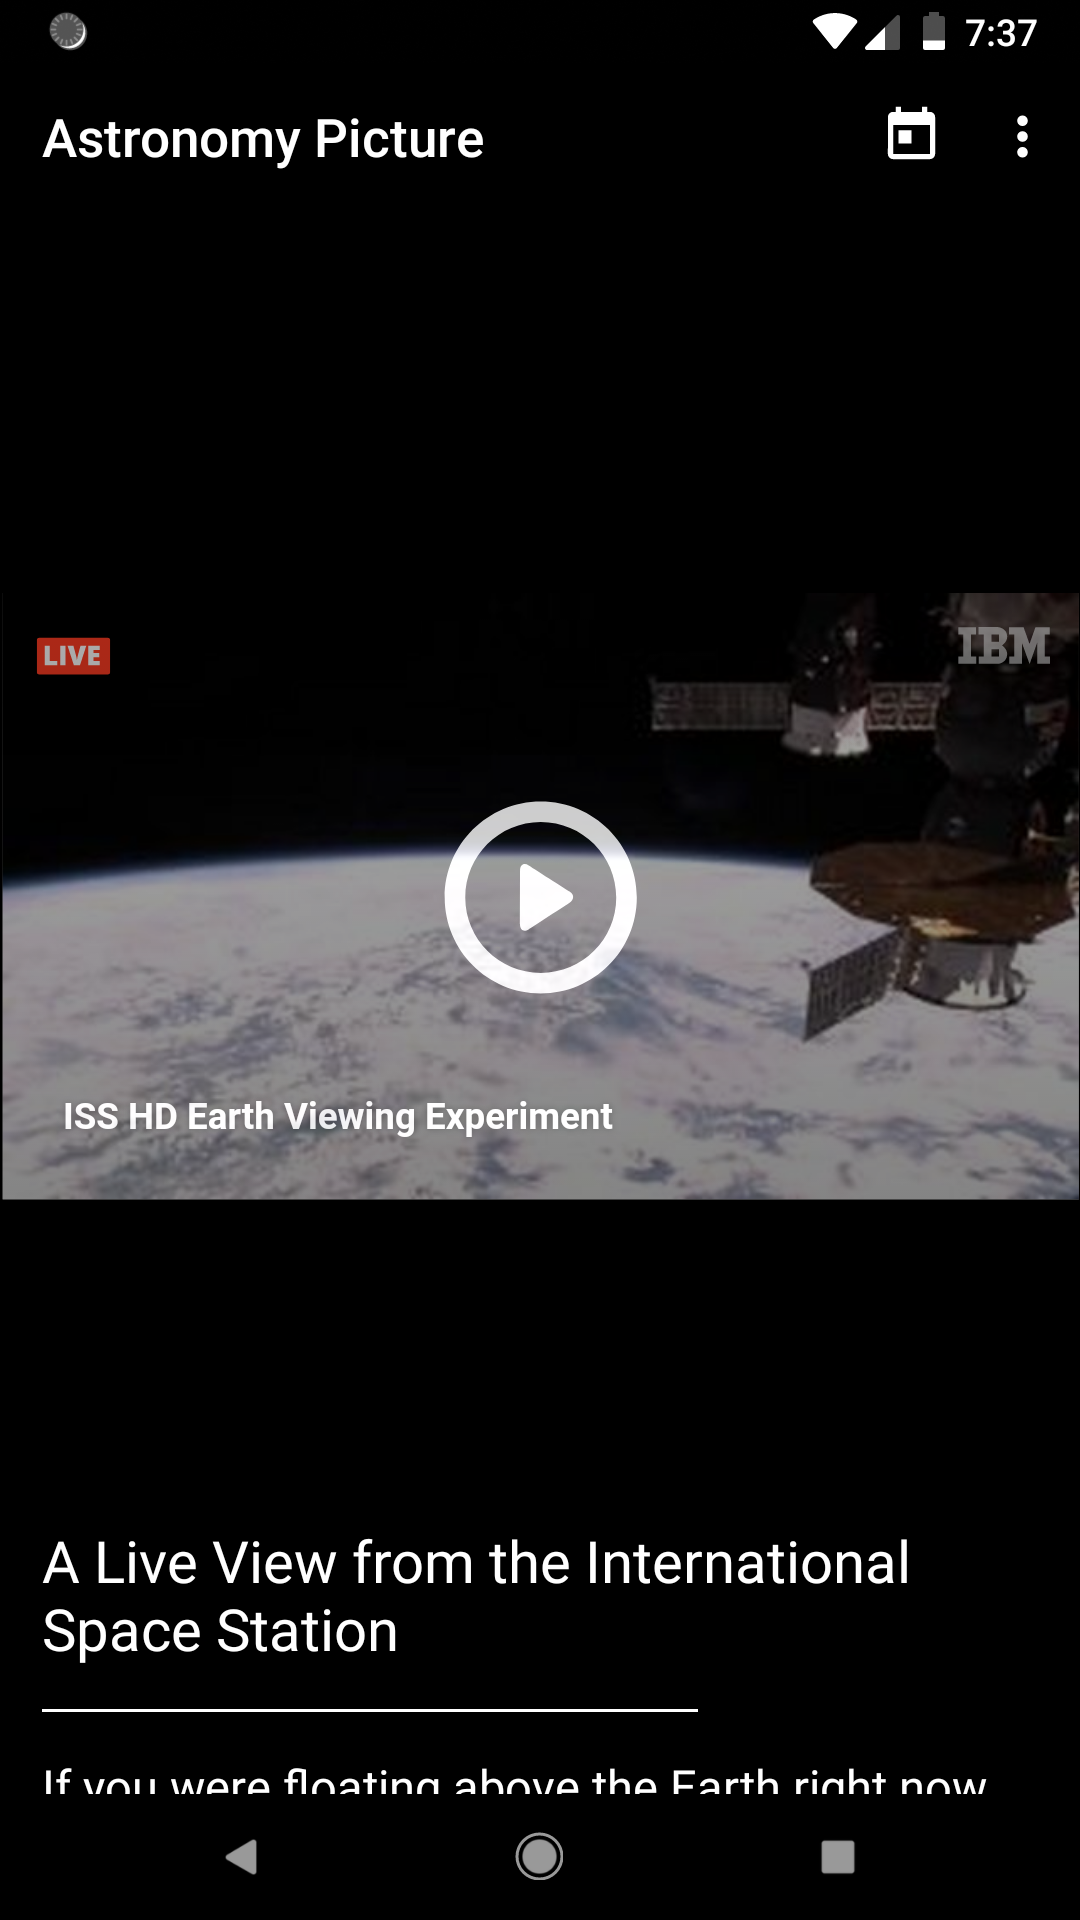 7:37
Astronomy Picture
LIVE
IBM
ISS HD Earth Viewing Experiment
A Live View from the International
Space Station
If you were floating above the Earth right now